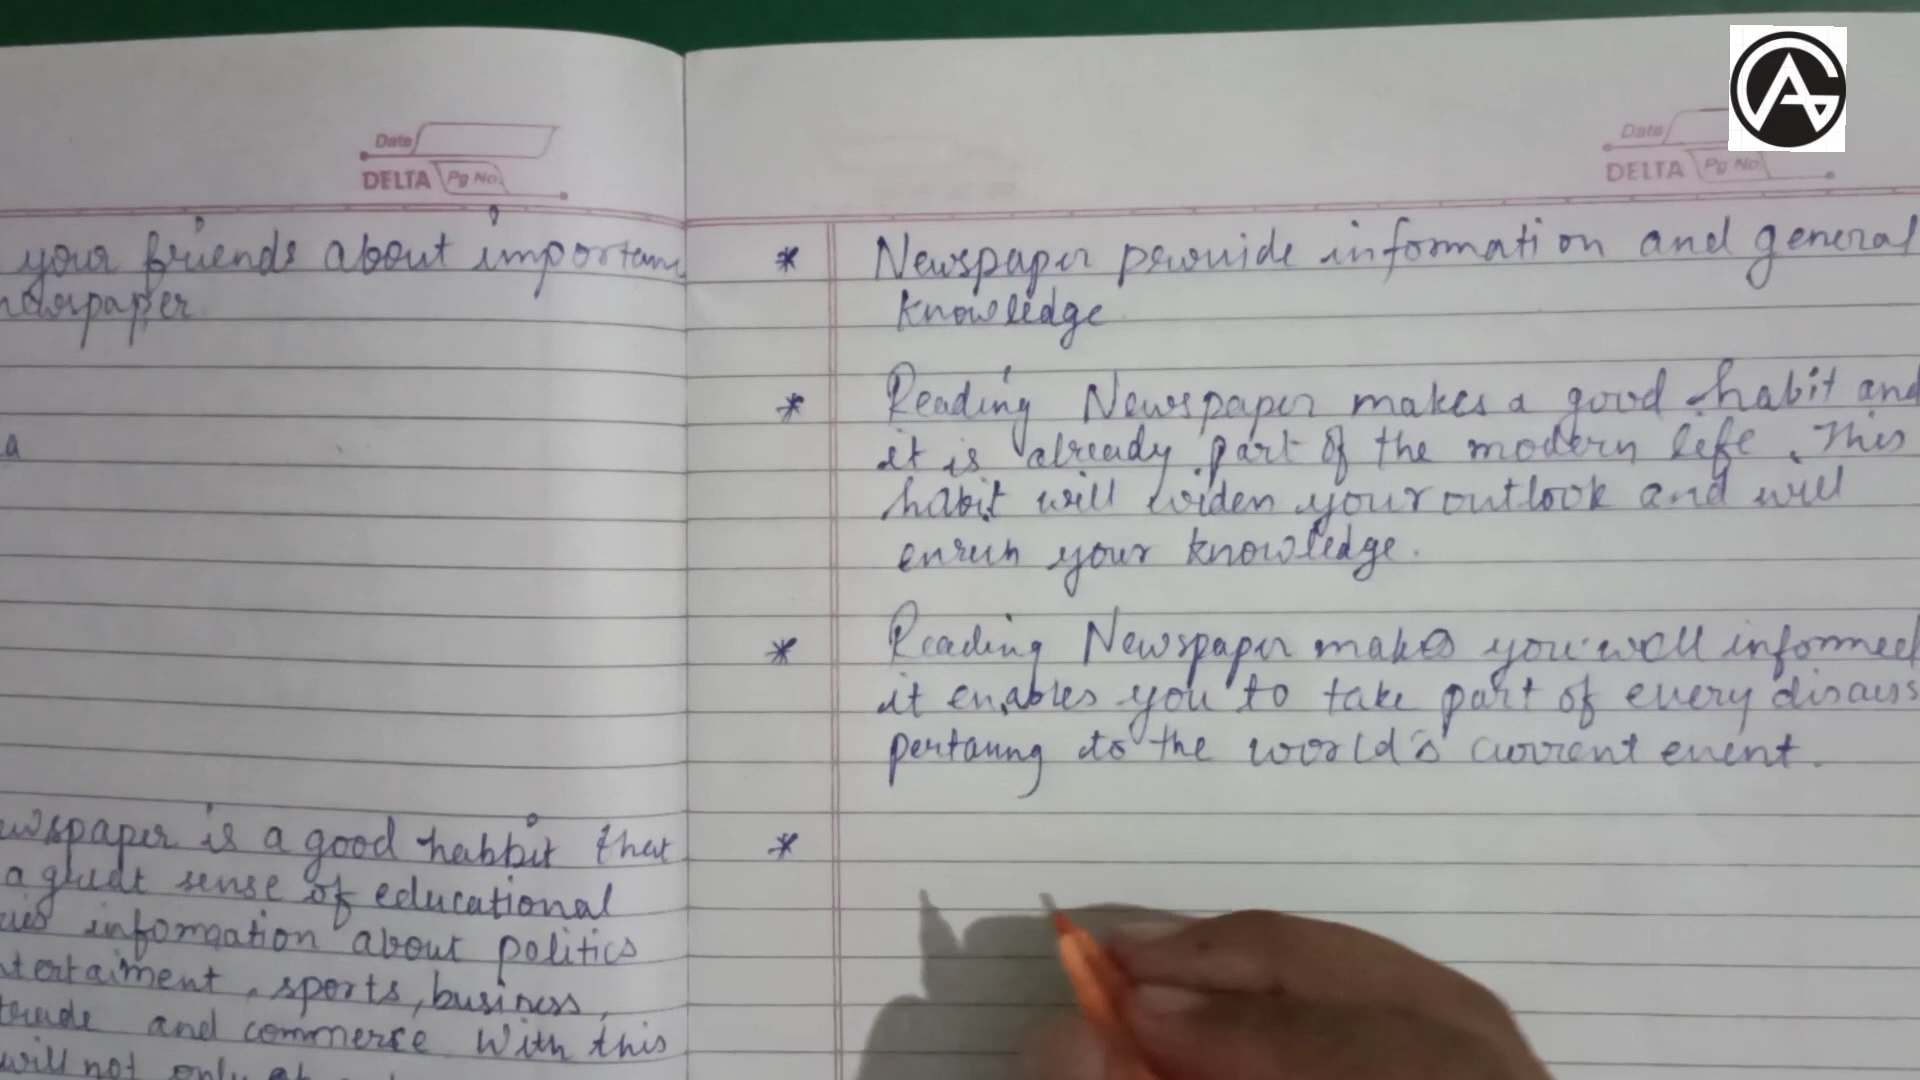 Date
DELTA Pg No.
your friends about important
newspaper
a
newspaper is a good habbit that
a great sense of educational
information about politics
entertaiment, sports, business,
trade and commerce with this
will not only
Date
DELTA Pg No.
* Newspaper provide information and general
knowledge
* Reading Newspaper makes a good habit and
it is already part of the modern life. This
habit will widen your outlook and will
enrich your knowledge.
* Reading Newspaper makes you well informed
it enables you to take part of every discuss
pertaining to the world's current event.
*